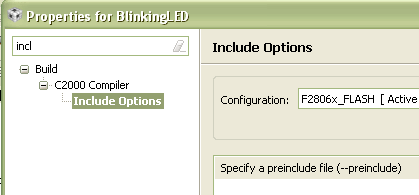 Properties for BlinkingLED
incl
Include Options
Build
C2000 Compiler
Include Options
Configuration:
F2806x_FLASH [ Active
Specify a preinclude file (--preinclude)